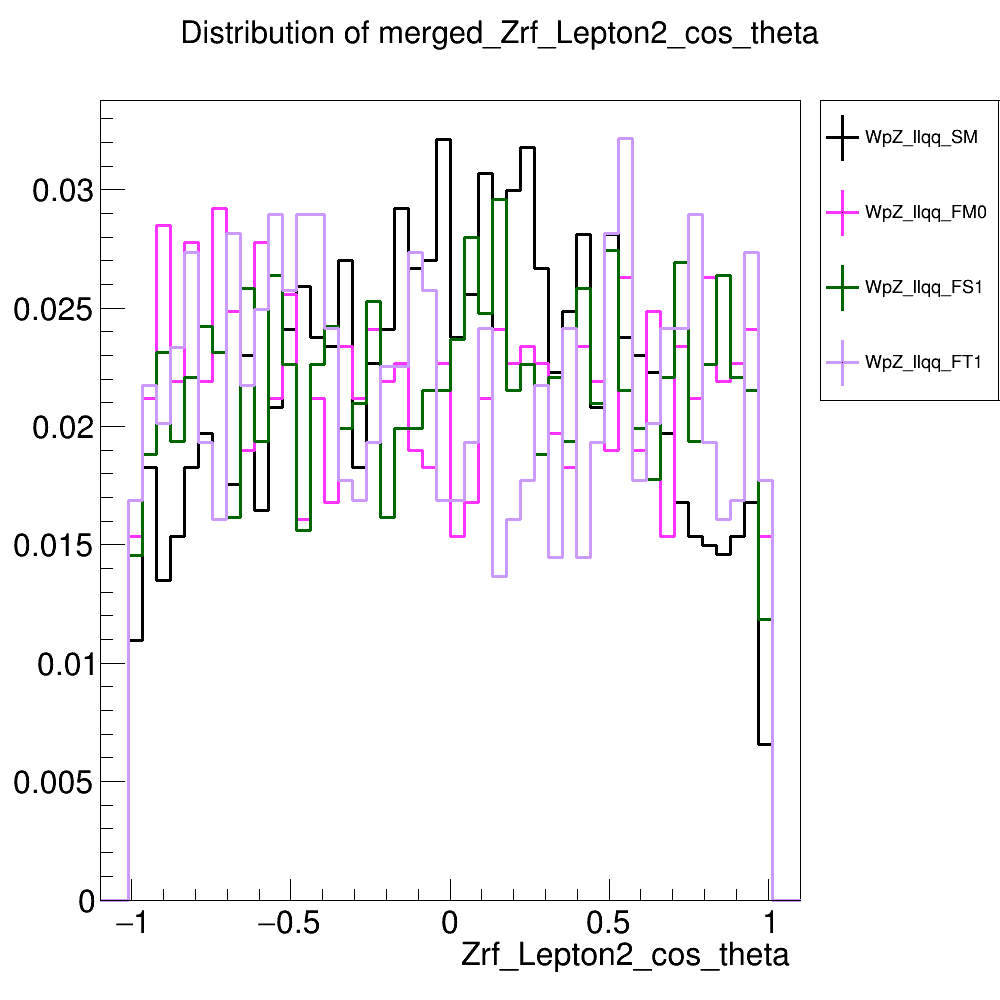 Distribution of merged_Zrf_Lepton2_cos_theta
WpZ_llqq_SM
WpZ_llqq_FM0
WpZ_llqq_FS1
WpZ_llqq_FT1
0.03
0.025
0.02
0.015
0.01
0.005
0
−1
−0.5
0
0.5
1
Zrf_Lepton2_cos_theta